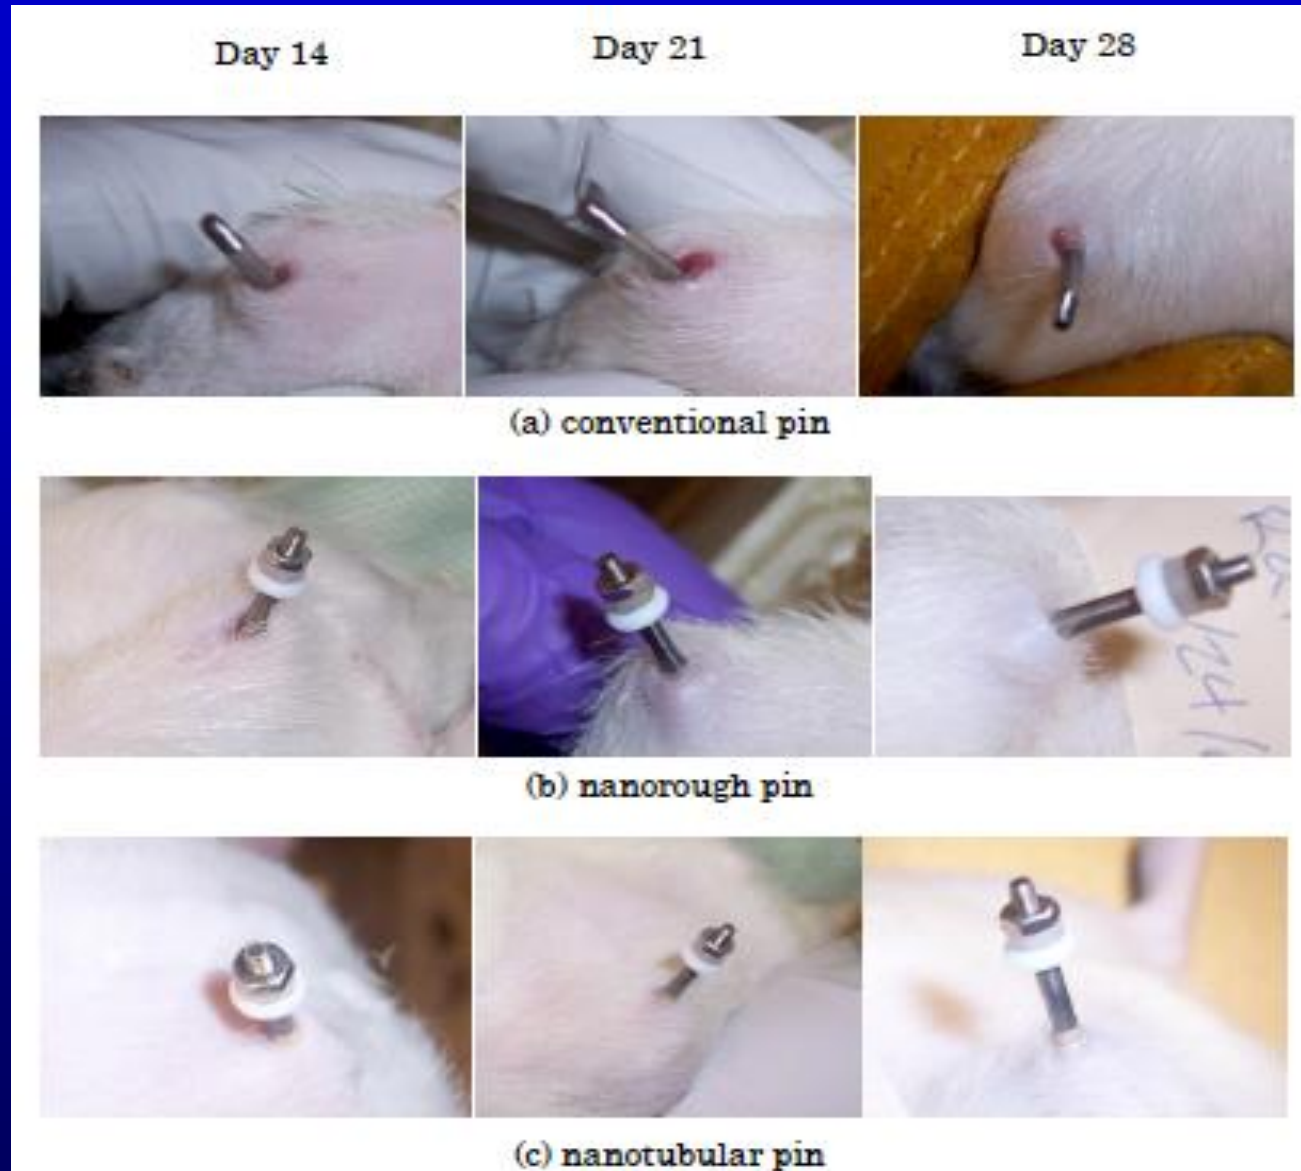 Day 14 Day 21 Day 28
(a) conventional pin
(b) nanorough pin
(c) nanotubular pin